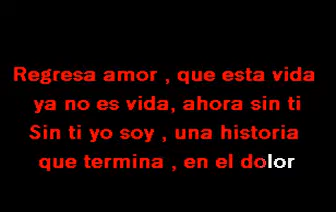 Regresa amor , que esta vida
ya no es vida, ahora sin ti
Sin ti yo soy , una historia
que termina , en el dolor